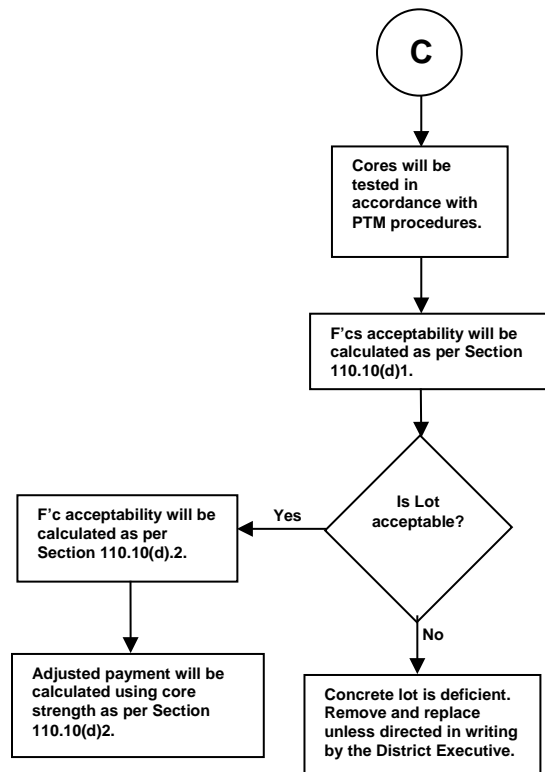 C
Cores will be
tested in
accordance with
PTM procedures.
F'cs acceptability will be
calculated as per Section
110.10(d)1.
Is Lot
acceptable?
Yes
F'c acceptability will be
calculated as per
Section 110.10(d).2.
Adjusted payment will be
calculated using core
strength as per Section
110.10(d)2.
No
Concrete lot is deficient.
Remove and replace
unless directed in writing
by the District Executive.